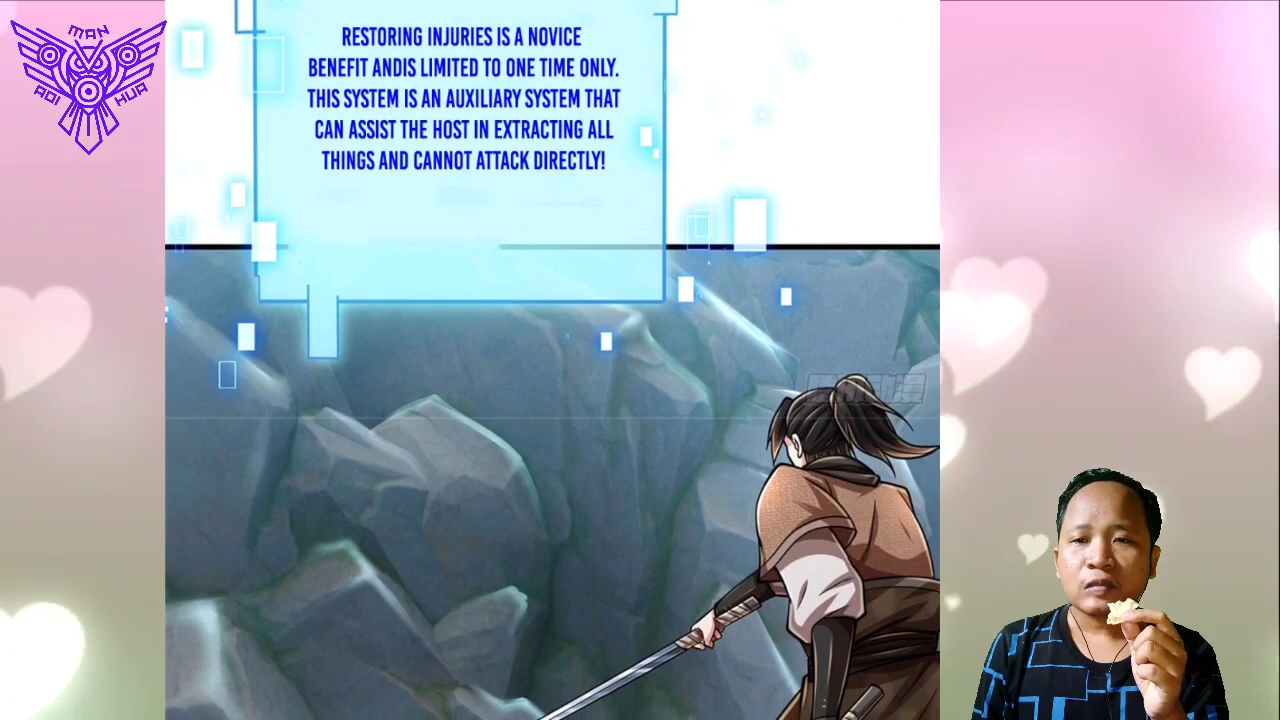 MAN
AOI HUA
RESTORING INJURIES IS A NOVICE
BENEFIT ANDIS LIMITED TO ONE TIME ONLY.
THIS SYSTEM IS AN AUXILIARY SYSTEM THAT
CAN ASSIST THE HOST IN EXTRACTING ALL
THINGS AND CANNOT ATTACK DIRECTLY!